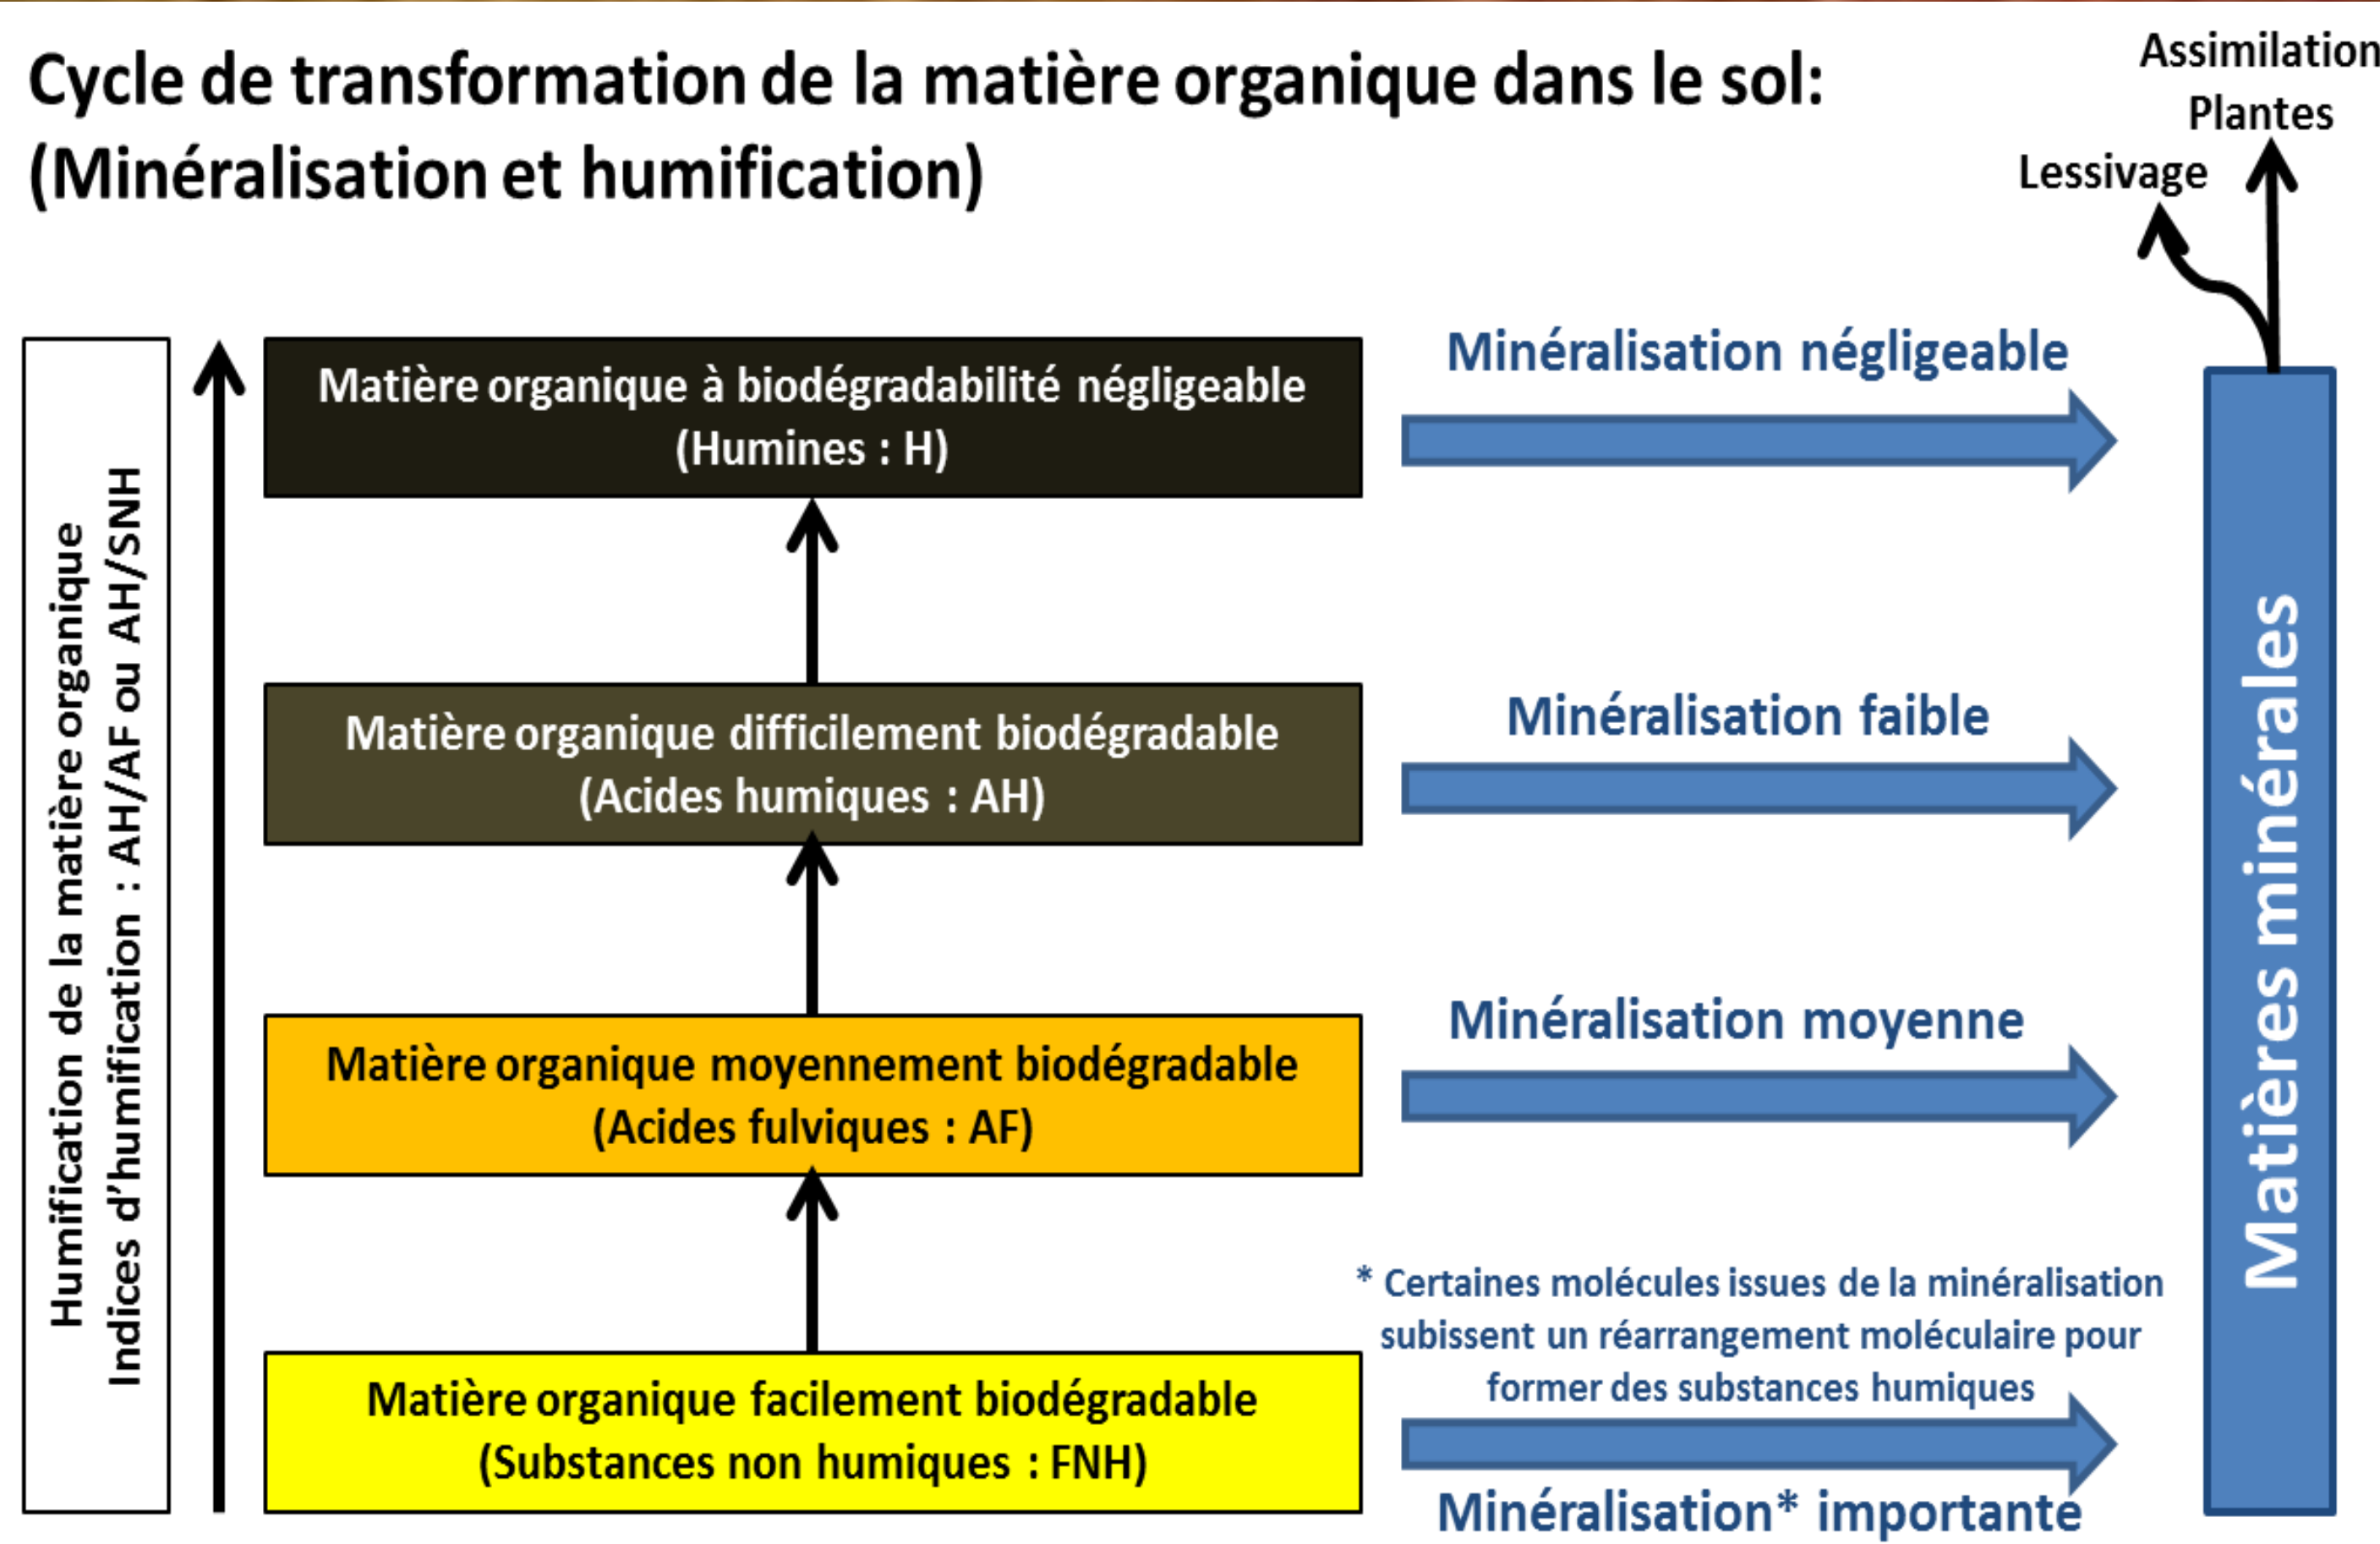 Cycle de transformation de la matière organique dans le sol:
(Minéralisation et humification)
Assimilation
Plantes
Lessivage
Humification de la matière organique
Indices d'humification : AH/AF ou AH/SNH
Matière organique à biodégradabilité négligeable
(Humines : H)
Minéralisation négligeable
Matière organique difficilement biodégradable
(Acides humiques : AH)
Minéralisation faible
Matière organique moyennement biodégradable
(Acides fulviques : AF)
Minéralisation moyenne
Matière organique facilement biodégradable
(Substances non humiques : FNH)
* Certaines molécules issues de la minéralisation
subissent un réarrangement moléculaire pour
former des substances humiques
Minéralisation* importante
Matières minérales